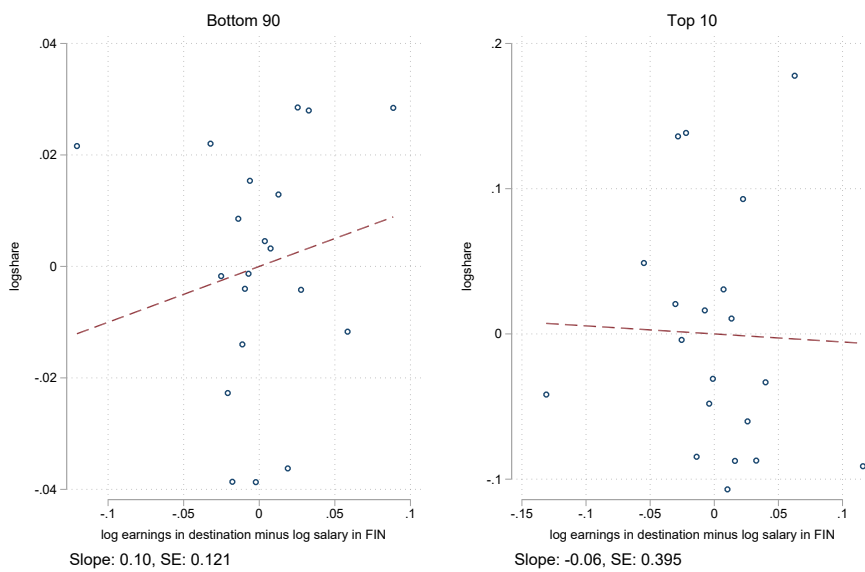 Bottom 90
.04
.02
0
-.02
-.04
logshare
-.1
-.05
0
.05
.1
log earnings in destination minus log salary in FIN
Slope: 0.10, SE: 0.121
Top 10
.2
.1
0
-.1
logshare
-.15
-.1
-.05
0
.05
.1
log earnings in destination minus log salary in FIN
Slope: -0.06, SE: 0.395